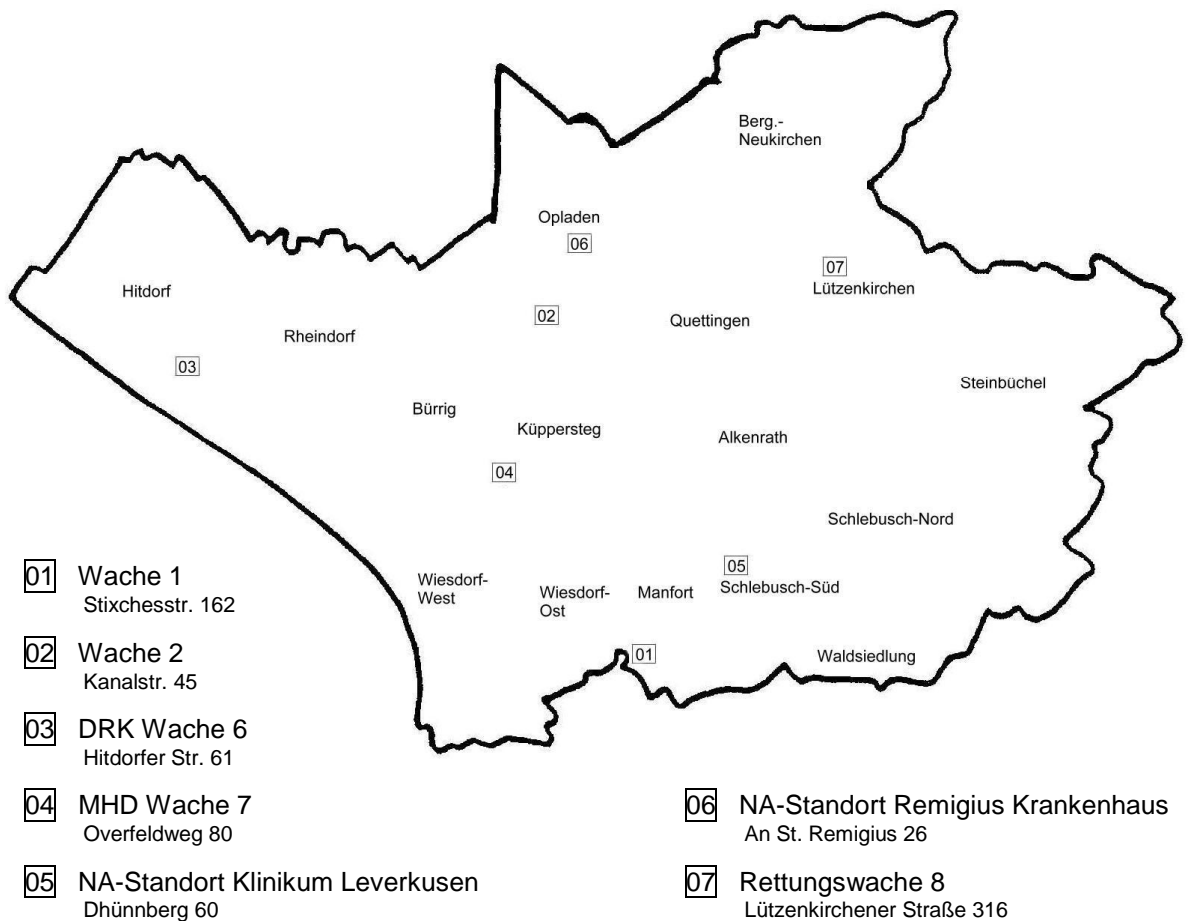 Berg.-
Neukirchen
Opladen
06
07
Lützenkirchen
Hitdorf
02
Quettingen
Rheindorf
03
Steinbüchel
Bürrig
Küppersteg
Alkenrath
04
Schlebusch-Nord
05
Schlebusch-Süd
Wiesdorf-
West
Wiesdorf-
Ost
Manfort
01
Waldsiedlung
01 Wache 1
Stixchesstr. 162
02 Wache 2
Kanalstr. 45
03 DRK Wache 6
Hitdorfer Str. 61
04 MHD Wache 7
Overfeldweg 80
05 NA-Standort Klinikum Leverkusen
Dhünnberg 60
06 NA-Standort Remigius Krankenhaus
An St. Remigius 26
07 Rettungswache 8
Lützenkirchener Straße 316